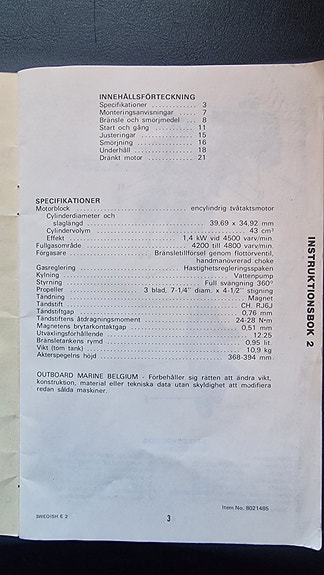 INNEHÅLLSFÖRTECKNING
Specifikationer ............ 3
Monteringsanvisningar ..... 7
Bränsle och smörjmedel ... 8
Start och gång ............ 11
Justeringar ............... 15
Smörjning ................ 16
Underhåll ................ 18
Dränkt motor ............. 21
SPECIFIKATIONER
Motorblock ........ encylindrig tvåtaktsmotor
Cylinderdiameter och
slaglängd ........ 39,69 x 34,92 mm
Cylindervolym ........ 43 cm³
Effekt ........ 1,4 kW vid 4500 varv/min.
Fullgasområde ........ 4200 till 4800 varv/min.
Förgasare ........ Bränsletillförsel genom flottörventil,
handmanövrerad choke
Gasreglering ........ Hastighetsregleringsspaken
Kylning ........ Vattenpump
Styrning ........ Full svängning 360°
Propeller ........ 3 blad, 7-1/4'' diam. x 4-1/2'' stigning
Tändning ........ Magnet
Tändstift ........ CH. RJ6J
Tändstiftgap ........ 0,76 mm
Tändstiftens åtdragningsmoment ........ 24-28 N•m
Magnetens brytarkontaktgap ........ 0,51 mm
Utväxlingsförhållande ........ 12:25
Bränsletankens rymd ........ 0,95 lit.
Vikt (tom tank) ........ 10,9 kg
Akterspegelns höjd ........ 368-394 mm
OUTBOARD MARINE BELGIUM - Förbehåller sig rätten att ändra vikt,
konstruktion, material eller tekniska data utan skyldighet att modifiera
redan sålda maskiner.
INSTRUKTIONSBOK 2
Item No. 8021485
SWEDISH E 2
3